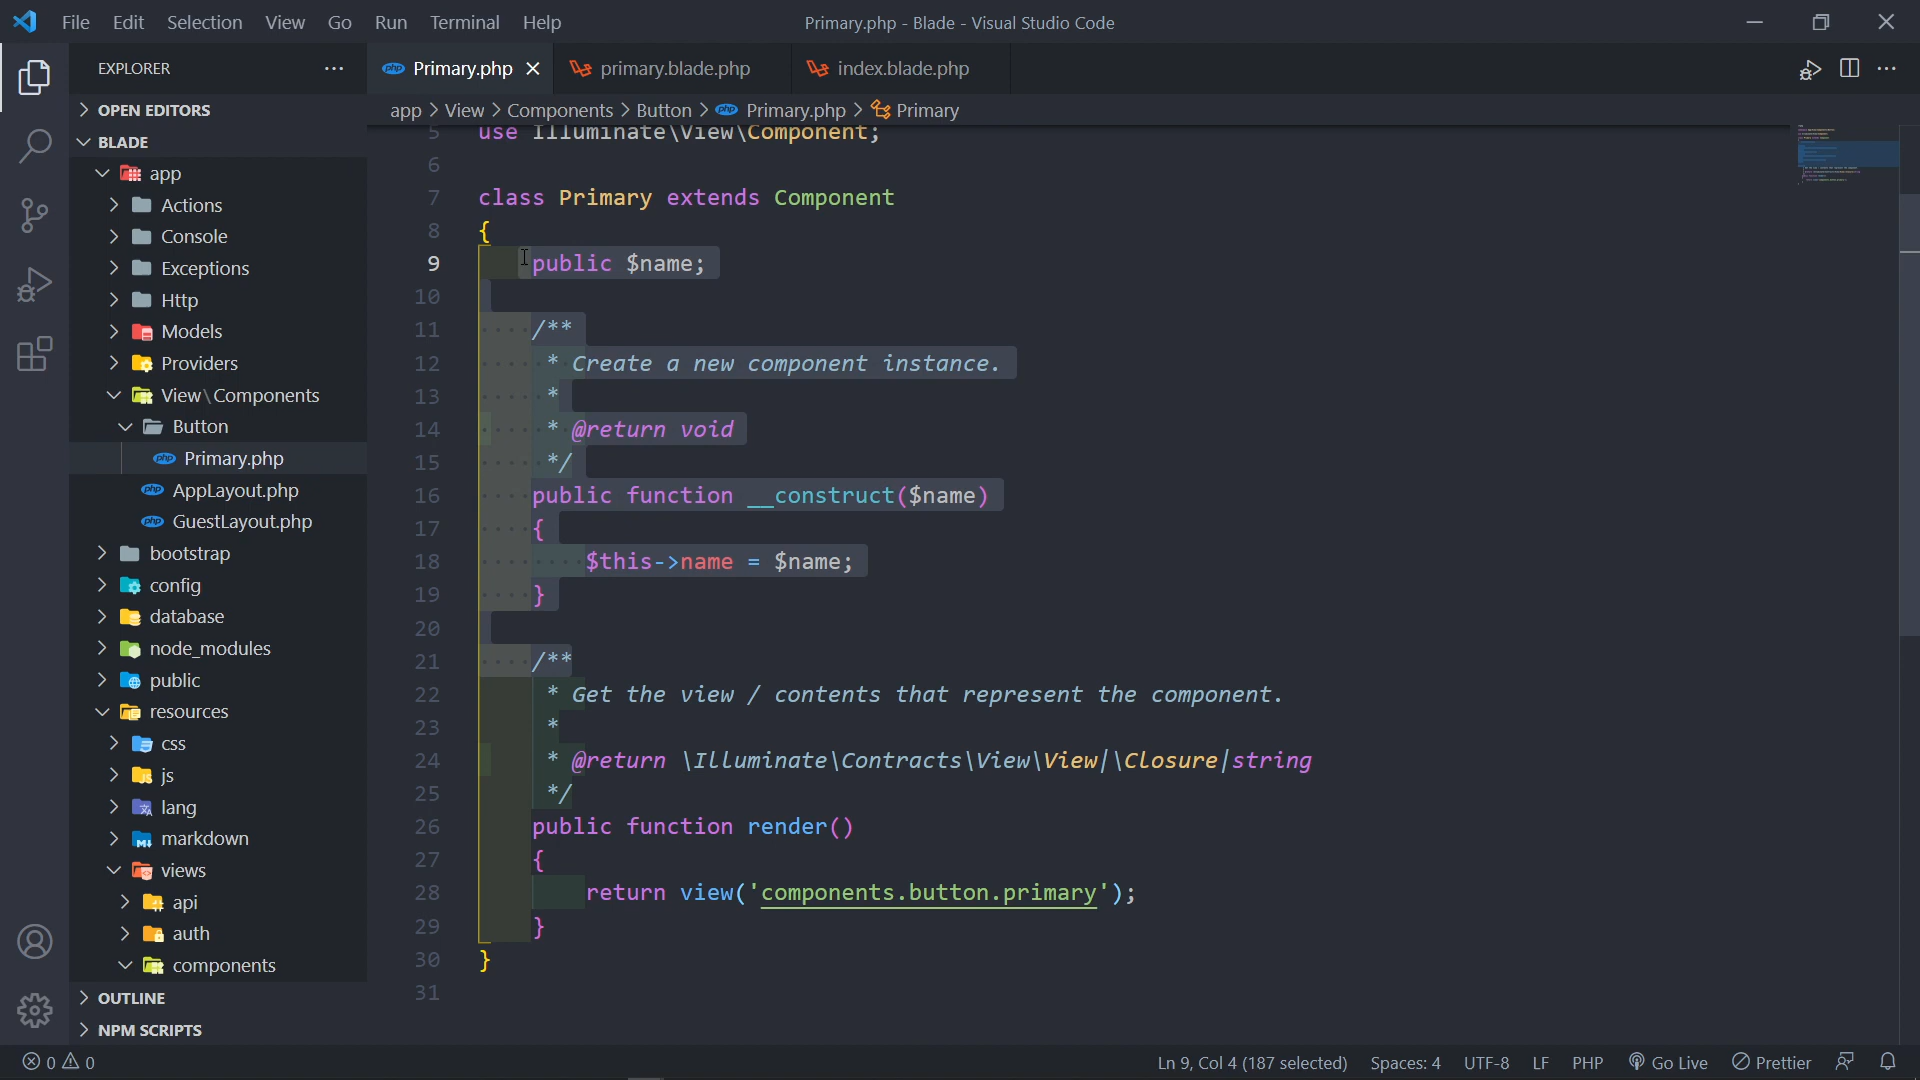 File Edit Selection View Go Run Terminal Help
Primary.php - Blade - Visual Studio Code
EXPLORER
OPEN EDITORS
BLADE
app
Actions
Console
Exceptions
Http
Models
Providers
View\Components
Button
php Primary.php
php AppLayout.php
php GuestLayout.php
bootstrap
config
database
node_modules
public
resources
css
js
lang
markdown
views
api
auth
components
OUTLINE
NPM SCRIPTS
php Primary.php primary.blade.php index.blade.php
app > View > Components > Button > php Primary.php > Primary
5 use Illuminate\View\Component;
6
7 class Primary extends Component
8 {
9 public $name;
10
11 /**
12 * Create a new component instance.
13 *
14 * @return void
15 */
16 public function __construct($name)
17 {
18 $this->name = $name;
19 }
20
21 /**
22 * Get the view / contents that represent the component.
23 *
24 * @return \Illuminate\Contracts\View\View|\Closure|string
25 */
26 public function render()
27 {
28 return view('components.button.primary');
29 }
30 }
31
0 0 Ln 9, Col 4 (187 selected) Spaces: 4 UTF-8 LF PHP Go Live Prettier